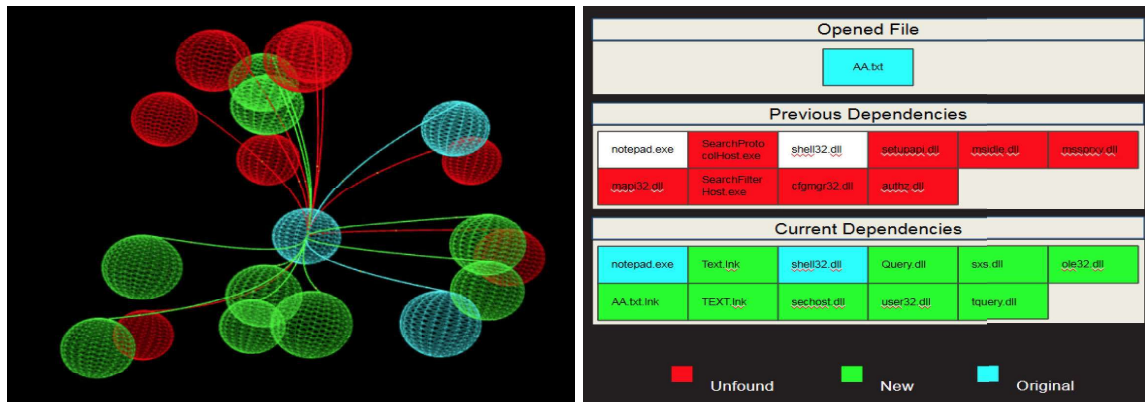 Opened File
AA.txt
Previous Dependencies
notepad.exe SearchProto shell32.dll setupapi.dll msidle.dll mssprxy.dll
colHost.exe
mapi32.dll SearchFilter cfgmgr32.dll authz.dll
Host.exe
Current Dependencies
notepad.exe Text.lnk shell32.dll Query.dll sxs.dll ole32.dll
AA.txt.lnk TEXT.lnk sechost.dll user32.dll tquery.dll
Unfound New Original